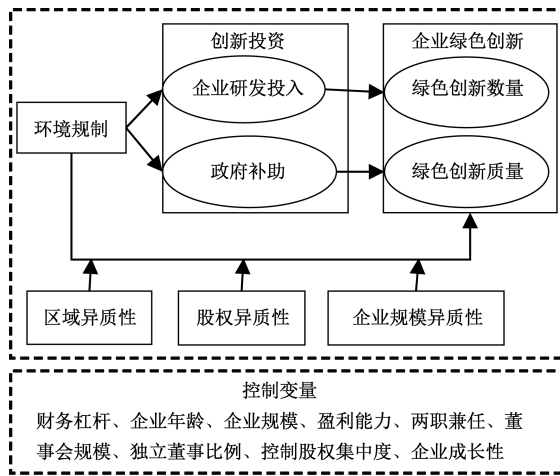 创新投资
企业绿色创新
企业研发投入
绿色创新数量
环境规制
政府补助
绿色创新质量
区域异质性
股权异质性
企业规模异质性
控制变量
财务杠杆、企业年龄、企业规模、盈利能力、两职兼任、董
事会规模、独立董事比例、控制股权集中度、企业成长性